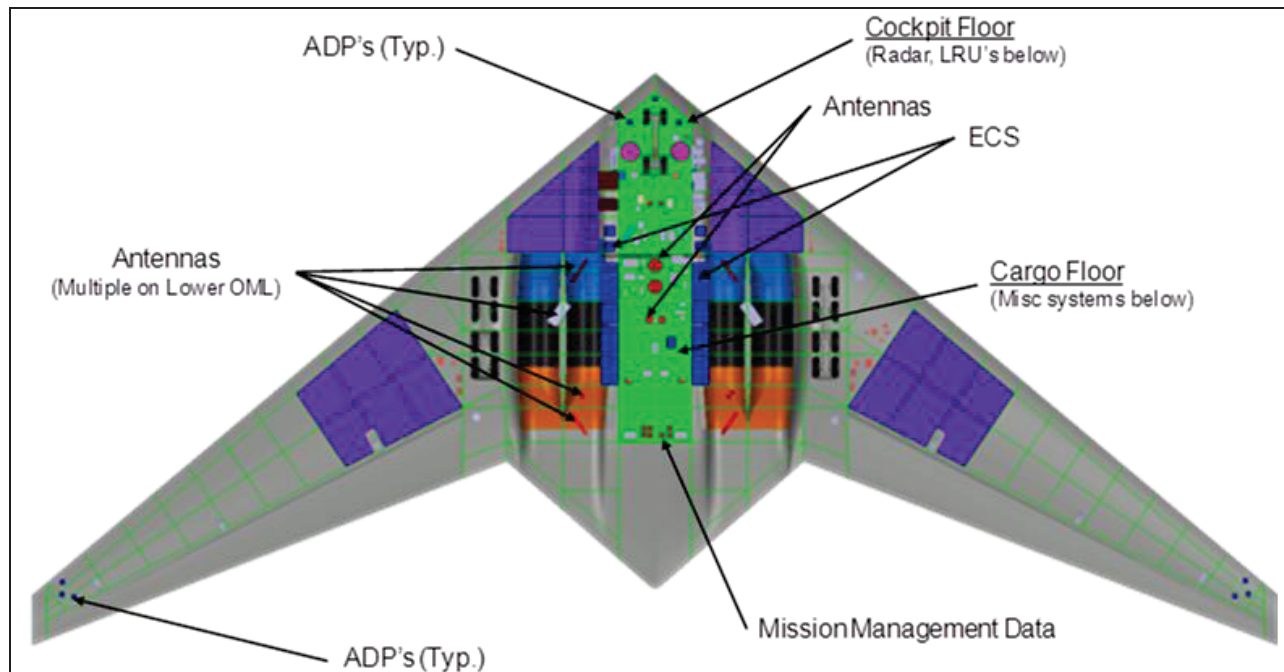 ADP's (Typ.)
Cockpit Floor
(Radar, LRU's below)
Antennas
ECS
Antennas
(Multiple on Lower OML)
Cargo Floor
(Misc systems below)
Mission Management Data
ADP's (Typ.)